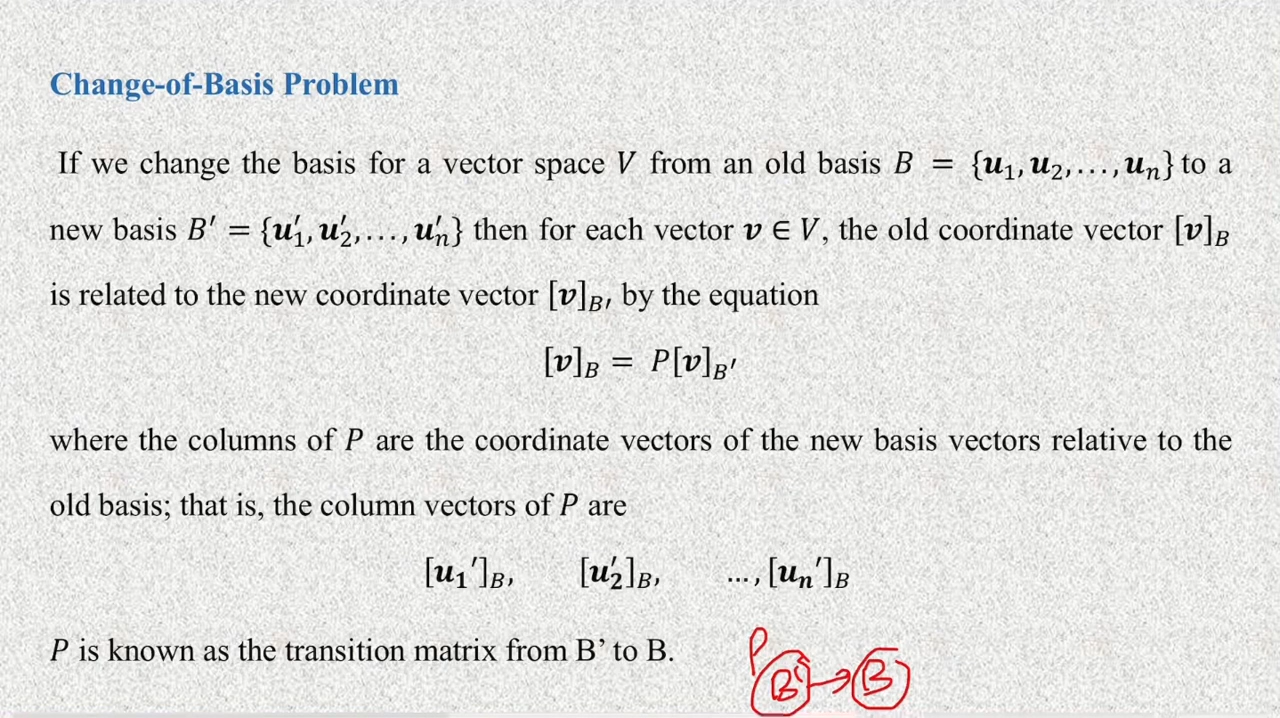 Change-of-Basis Problem
If we change the basis for a vector space V from an old basis B = {u₁, u₂, . . . , uₙ} to a
new basis B′ = {u′₁, u′₂, . . . , u′ₙ} then for each vector v ∈ V, the old coordinate vector [v]_B
is related to the new coordinate vector [v]_B′, by the equation
[v]_B = P[v]_B′
where the columns of P are the coordinate vectors of the new basis vectors relative to the
old basis; that is, the column vectors of P are
[u₁′]_B, [u′₂]_B, ..., [uₙ′]_B
P is known as the transition matrix from B’ to B.
P
B′ → B